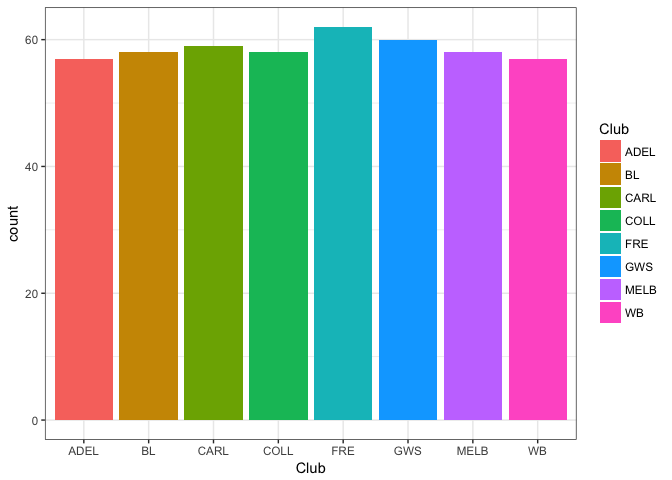 60
40
20
0
count
ADEL BL CARL COLL FRE GWS MELB WB
Club
Club
ADEL
BL
CARL
COLL
FRE
GWS
MELB
WB